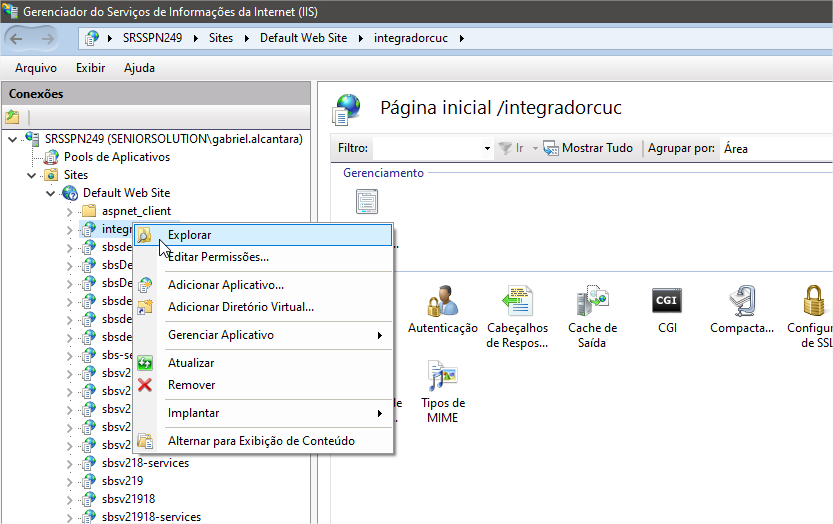 Gerenciador do Serviços de Informações da Internet (IIS)
SRSSPN249 Sites Default Web Site integradorcuc
Arquivo Exibir Ajuda
Conexões
SRSSPN249 (SENIORSOLUTION\gabriel.alcantara)
Pools de Aplicativos
Sites
Default Web Site
aspnet_client
integr
sbsde
sbsDe
sbsDe
sbsde
sbsde
sbsde
sbs-se
sbsv2
sbsv2
sbsv2
sbsv2
sbsv2
sbsv218-services
sbsv219
sbsv21918
sbsv21918-services
Explorar
Editar Permissões...
Adicionar Aplicativo...
Adicionar Diretório Virtual...
Gerenciar Aplicativo
Atualizar
Remover
Implantar
Alternar para Exibição de Conteúdo
Página inicial /integradorcuc
Filtro: Ir Mostrar Tudo Agrupar por: Área
Gerenciamento
Autenticação
Cabeçalhos
de Respos...
Cache de
Saída
CGI
Compacta...
Configur
de SSL
Tipos de
MIME